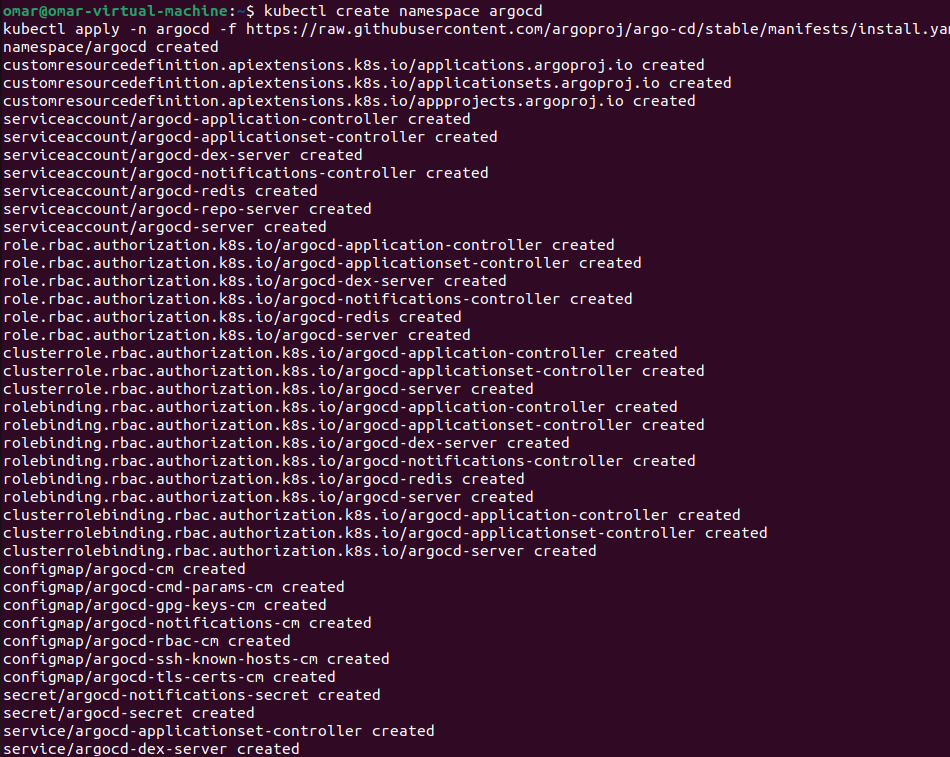 omar@omar-virtual-machine:~$ kubectl create namespace argocd
kubectl apply -n argocd -f https://raw.githubusercontent.com/argoproj/argo-cd/stable/manifests/install.ya
namespace/argocd created
customresourcedefinition.apiextensions.k8s.io/applications.argoproj.io created
customresourcedefinition.apiextensions.k8s.io/applicationsets.argoproj.io created
customresourcedefinition.apiextensions.k8s.io/appprojects.argoproj.io created
serviceaccount/argocd-application-controller created
serviceaccount/argocd-applicationset-controller created
serviceaccount/argocd-dex-server created
serviceaccount/argocd-notifications-controller created
serviceaccount/argocd-redis created
serviceaccount/argocd-repo-server created
serviceaccount/argocd-server created
role.rbac.authorization.k8s.io/argocd-application-controller created
role.rbac.authorization.k8s.io/argocd-applicationset-controller created
role.rbac.authorization.k8s.io/argocd-dex-server created
role.rbac.authorization.k8s.io/argocd-notifications-controller created
role.rbac.authorization.k8s.io/argocd-redis created
role.rbac.authorization.k8s.io/argocd-server created
clusterrole.rbac.authorization.k8s.io/argocd-application-controller created
clusterrole.rbac.authorization.k8s.io/argocd-applicationset-controller created
clusterrole.rbac.authorization.k8s.io/argocd-server created
rolebinding.rbac.authorization.k8s.io/argocd-application-controller created
rolebinding.rbac.authorization.k8s.io/argocd-applicationset-controller created
rolebinding.rbac.authorization.k8s.io/argocd-dex-server created
rolebinding.rbac.authorization.k8s.io/argocd-notifications-controller created
rolebinding.rbac.authorization.k8s.io/argocd-redis created
rolebinding.rbac.authorization.k8s.io/argocd-server created
clusterrolebinding.rbac.authorization.k8s.io/argocd-application-controller created
clusterrolebinding.rbac.authorization.k8s.io/argocd-applicationset-controller created
clusterrolebinding.rbac.authorization.k8s.io/argocd-server created
configmap/argocd-cm created
configmap/argocd-cmd-params-cm created
configmap/argocd-gpg-keys-cm created
configmap/argocd-notifications-cm created
configmap/argocd-rbac-cm created
configmap/argocd-ssh-known-hosts-cm created
configmap/argocd-tls-certs-cm created
secret/argocd-notifications-secret created
secret/argocd-secret created
service/argocd-applicationset-controller created
service/argocd-dex-server created